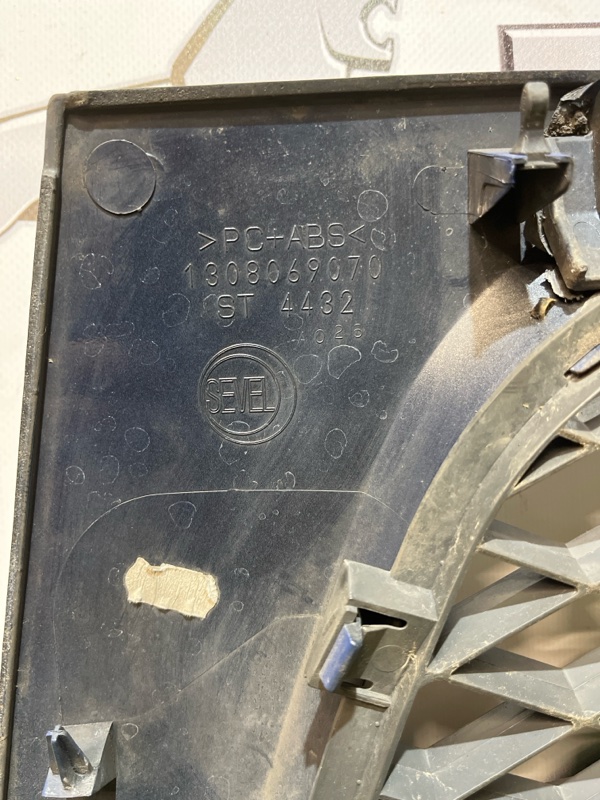 >PC+ABS<
1308069070
ST 4432
A026
SEVEL